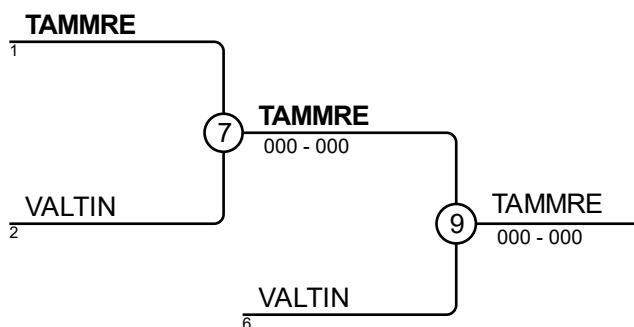 TAMMRE
1
7
TAMMRE
000 - 000
VALTIN
2
9
TAMMRE
000 - 000
VALTIN
6